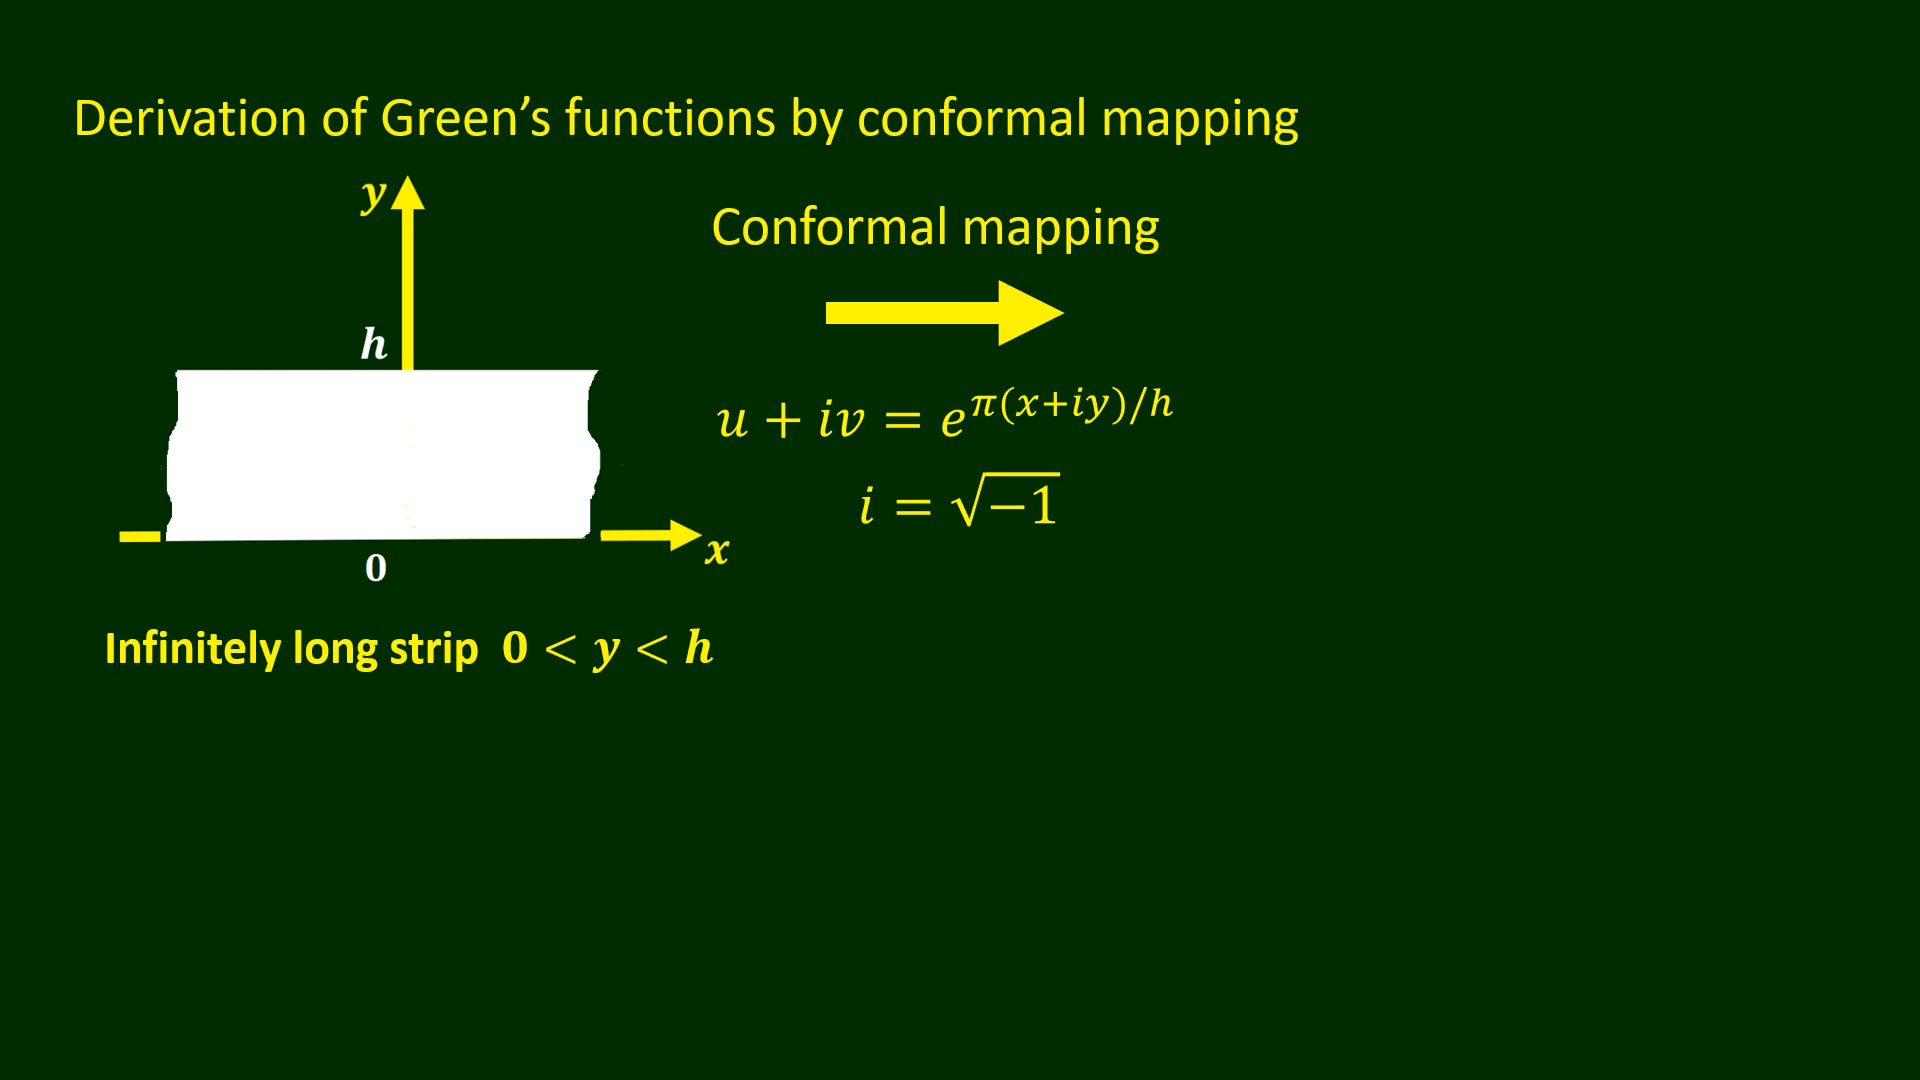 Derivation of Green’s functions by conformal mapping
y
Conformal mapping
h
u + iv = e^{π(x+iy)/h}
i = √−1
x
0
Infinitely long strip 0 < y < h